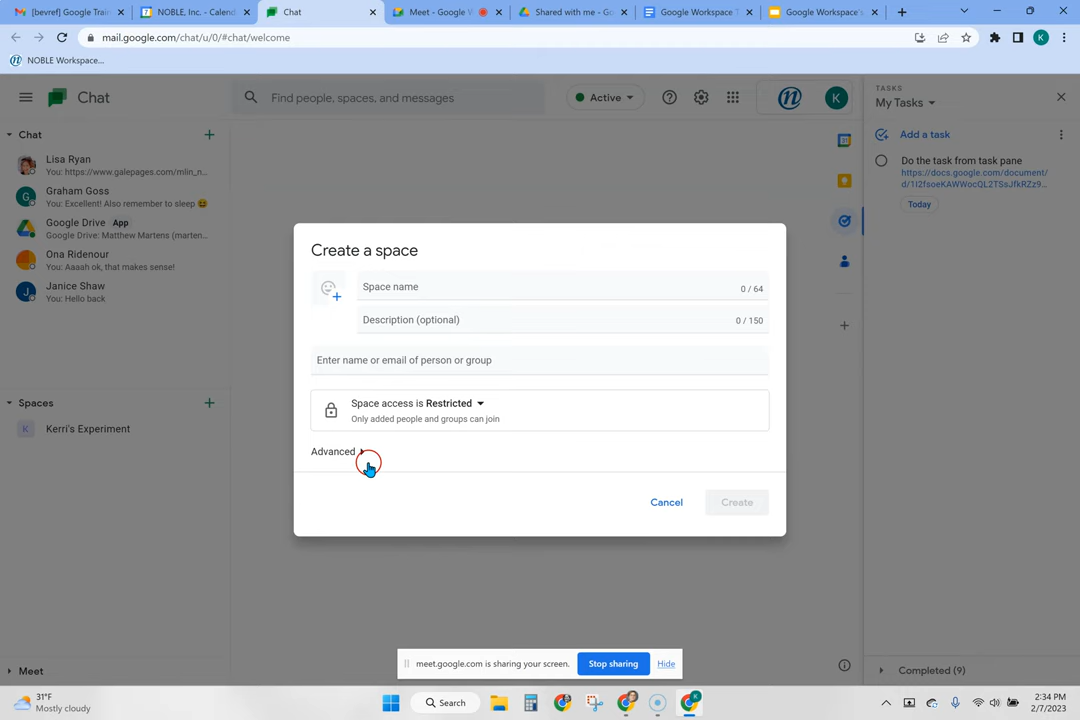 [bevref] Google Train
NOBLE, Inc. - Calend
Chat
Meet - Google W
Shared with me - Go
Google Workspace T
Google Workspace's
mail.google.com/chat/u/0/#chat/welcome
K
NOBLE Workspace...
Chat
Find people, spaces, and messages
Active
K
TASKS
My Tasks
Chat
Add a task
Lisa Ryan
You: https://www.galepages.com/mlin_n...
Graham Goss
You: Excellent! Also remember to sleep 😆
Google Drive App
Google Drive: Matthew Martens (marten...
Ona Ridenour
You: Aaaah ok, that makes sense!
Janice Shaw
You: Hello back
Do the task from task pane
https://docs.google.com/document/
d/1I2fsoeKAWWocQL2TSsJfkRZz9...
Today
Create a space
Space name
0 / 64
Description (optional)
0 / 150
Enter name or email of person or group
Space access is Restricted
Only added people and groups can join
Advanced
Cancel
Create
Spaces
K
Kerri's Experiment
meet.google.com is sharing your screen.
Stop sharing
Hide
Meet
Completed (9)
31°F
Mostly cloudy
Search
2:34 PM
2/7/2023